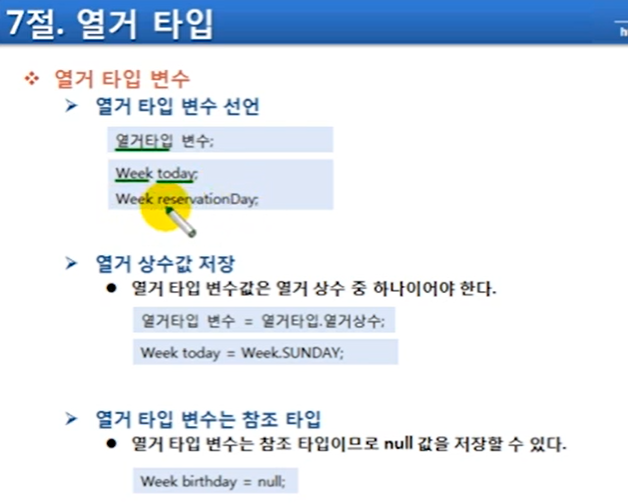 7절. 열거 타입
❖ 열거 타입 변수
➢ 열거 타입 변수 선언
열거타입 변수;
Week today;
Week reservationDay;
➢ 열거 상수값 저장
● 열거 타입 변수값은 열거 상수 중 하나이어야 한다.
열거타입 변수 = 열거타입.열거상수;
Week today = Week.SUNDAY;
➢ 열거 타입 변수는 참조 타입
● 열거 타입 변수는 참조 타입이므로 null 값을 저장할 수 있다.
Week birthday = null;